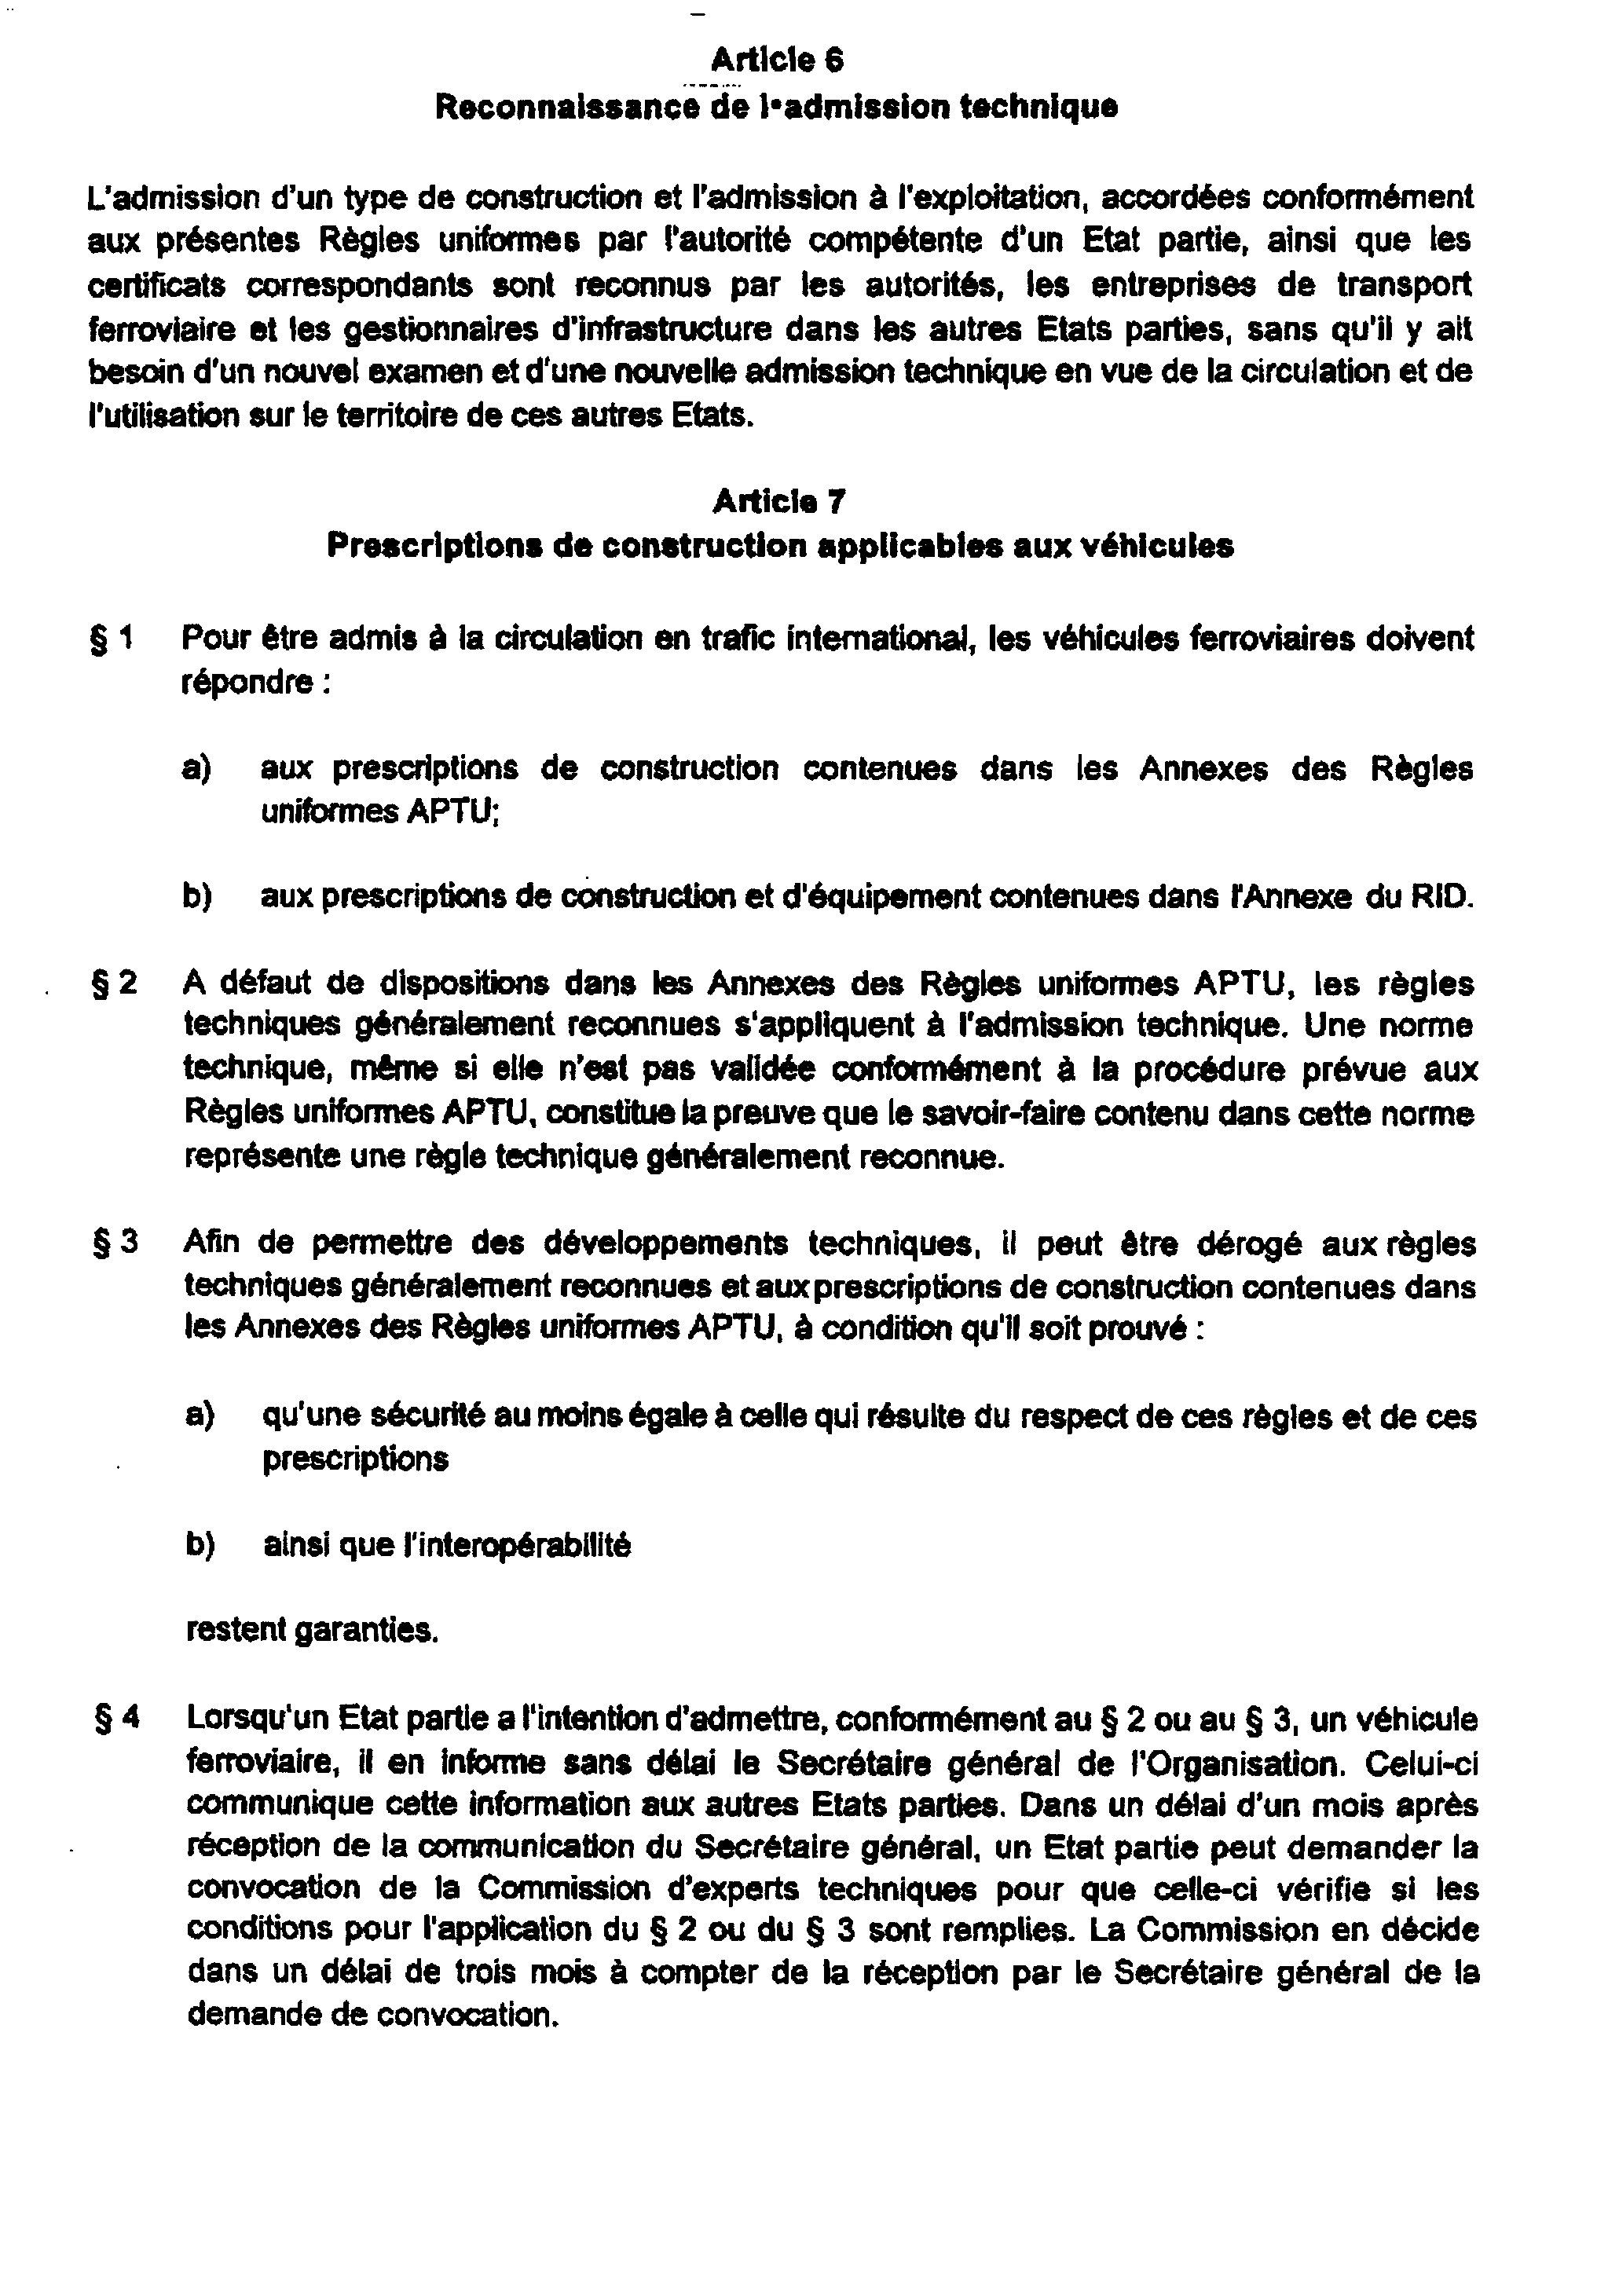 Article 6
Reconnaissance de l'admission technique
L'admission d'un type de construction et l'admission à l'exploitation, accordées conformément
aux présentes Règles uniformes par l'autorité compétente d'un Etat partie, ainsi que les
certificats correspondants sont reconnus par les autorités, les entreprises de transport
ferroviaire et les gestionnaires d'infrastructure dans les autres Etats parties, sans qu'il y ait
besoin d'un nouvel examen et d'une nouvelle admission technique en vue de la circulation et de
l'utilisation sur le territoire de ces autres Etats.
Article 7
Prescriptions de construction applicables aux véhicules
§ 1 Pour être admis à la circulation en trafic international, les véhicules ferroviaires doivent
répondre :
a) aux prescriptions de construction contenues dans les Annexes des Règles
uniformes APTU;
b) aux prescriptions de construction et d'équipement contenues dans l'Annexe du RID.
§ 2 A défaut de dispositions dans les Annexes des Règles uniformes APTU, les règles
techniques généralement reconnues s'appliquent à l'admission technique. Une norme
technique, même si elle n'est pas validée conformément à la procédure prévue aux
Règles uniformes APTU, constitue la preuve que le savoir-faire contenu dans cette norme
représente une règle technique généralement reconnue.
§ 3 Afin de permettre des développements techniques, il peut être dérogé aux règles
techniques généralement reconnues et aux prescriptions de construction contenues dans
les Annexes des Règles uniformes APTU, à condition qu'il soit prouvé :
a) qu'une sécurité au moins égale à celle qui résulte du respect de ces règles et de ces
prescriptions
b) ainsi que l'interopérabilité
restent garanties.
§ 4 Lorsqu'un Etat partie a l'intention d'admettre, conformément au § 2 ou au § 3, un véhicule
ferroviaire, il en informe sans délai le Secrétaire général de l'Organisation. Celui-ci
communique cette information aux autres Etats parties. Dans un délai d'un mois après
réception de la communication du Secrétaire général, un Etat partie peut demander la
convocation de la Commission d'experts techniques pour que celle-ci vérifie si les
conditions pour l'application du § 2 ou du § 3 sont remplies. La Commission en décide
dans un délai de trois mois à compter de la réception par le Secrétaire général de la
demande de convocation.